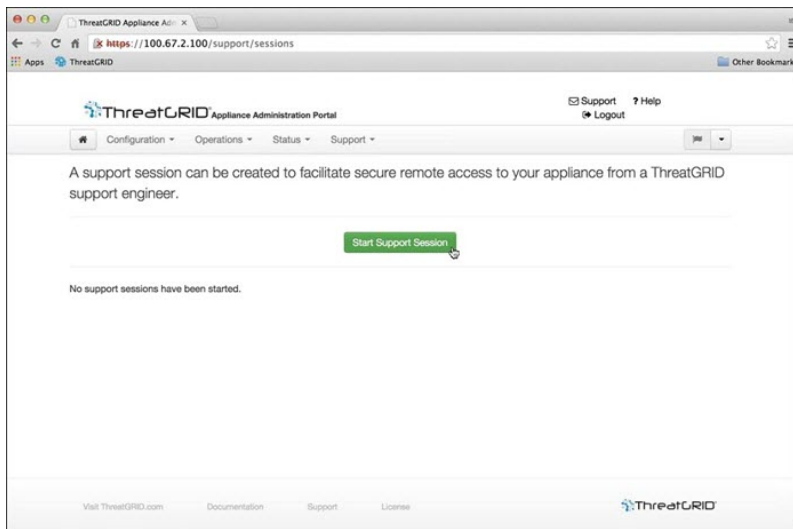 ThreatGRID Appliance Adn
https://100.67.2.100/support/sessions
Apps ThreatGRID Other Bookmark
ThreatGRID Appliance Administration Portal
Support ? Help
Logout
Configuration Operations Status Support
A support session can be created to facilitate secure remote access to your appliance from a ThreatGRID
support engineer.
Start Support Session
No support sessions have been started.
Visit ThreatGRID.com Documentation Support License ThreatGRID